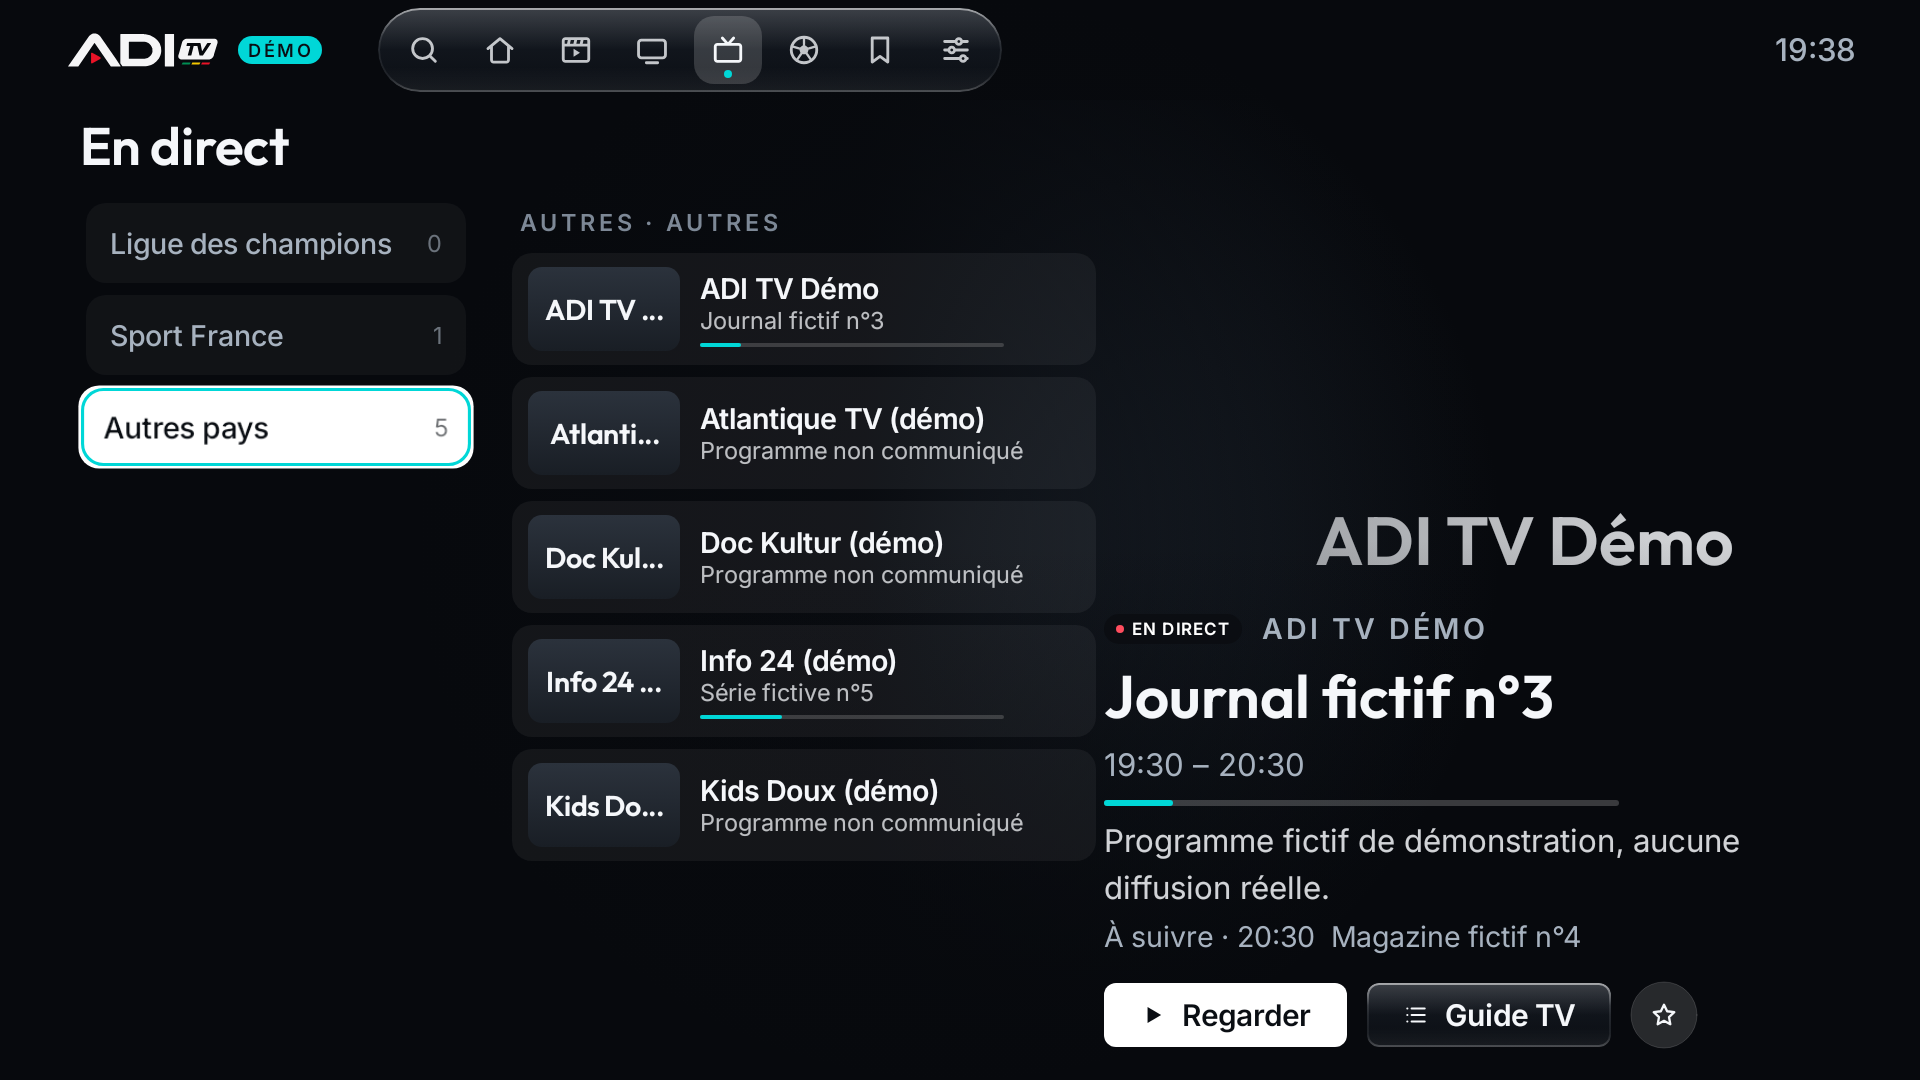 ADI TV DÉMO
19:38
En direct
Ligue des champions 0
Sport France 1
Autres pays 5
AUTRES · AUTRES
ADI TV ...
ADI TV Démo
Journal fictif n°3
Atlanti...
Atlantique TV (démo)
Programme non communiqué
Doc Kul...
Doc Kultur (démo)
Programme non communiqué
Info 24 ...
Info 24 (démo)
Série fictive n°5
Kids Do...
Kids Doux (démo)
Programme non communiqué
ADI TV Démo
EN DIRECT ADI TV DÉMO
Journal fictif n°3
19:30 – 20:30
Programme fictif de démonstration, aucune
diffusion réelle.
À suivre · 20:30 Magazine fictif n°4
Regarder
Guide TV